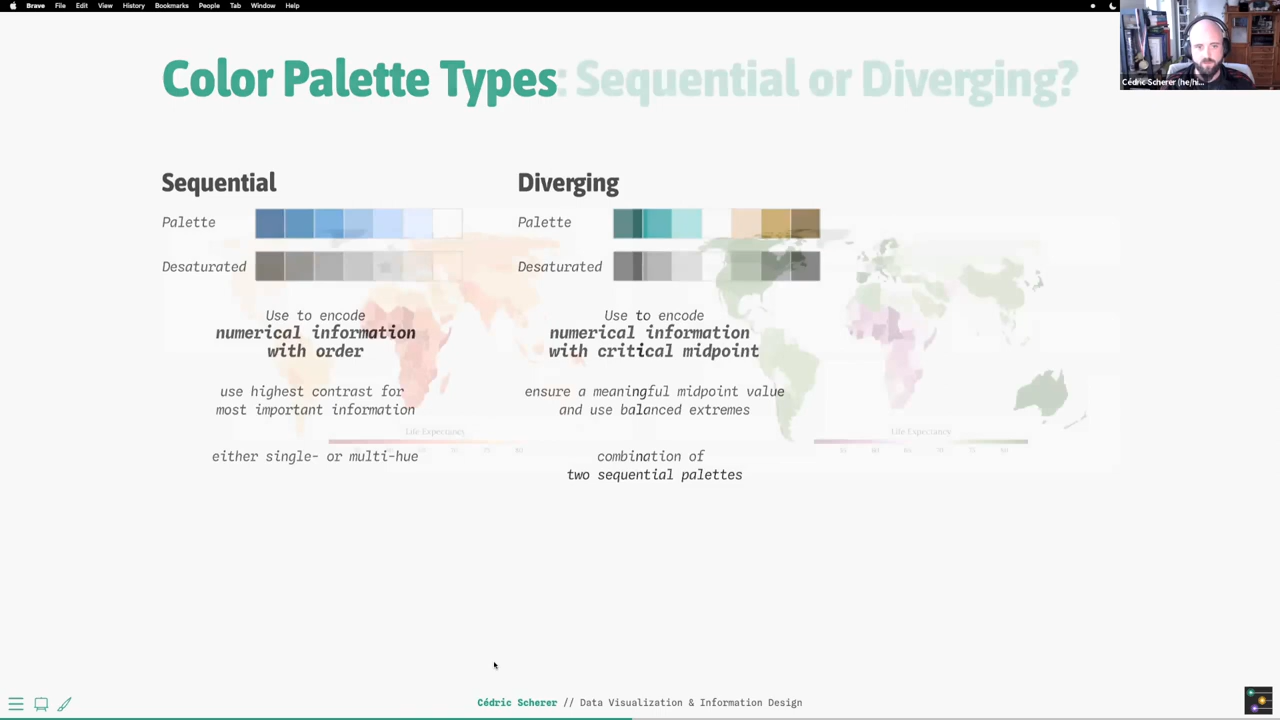 Brave File Edit View History Bookmarks People Tab Window Help
Cédric Scherer (he/hi...
Color Palette Types: Sequential or Diverging?
Sequential
Palette
Desaturated
Use to encode
numerical information
with order
use highest contrast for
most important information
either single- or multi-hue
Diverging
Palette
Desaturated
Use to encode
numerical information
with critical midpoint
ensure a meaningful midpoint value
and use balanced extremes
combination of
two sequential palettes
Life Expectancy
Life Expectancy
Cédric Scherer // Data Visualization & Information Design